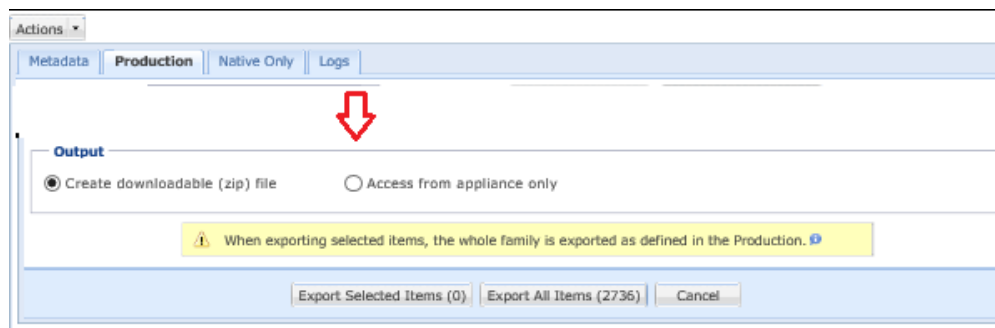 Actions
Metadata Production Native Only Logs
Output
Create downloadable (zip) file Access from appliance only
When exporting selected items, the whole family is exported as defined in the Production.
Export Selected Items (0) Export All Items (2736) Cancel